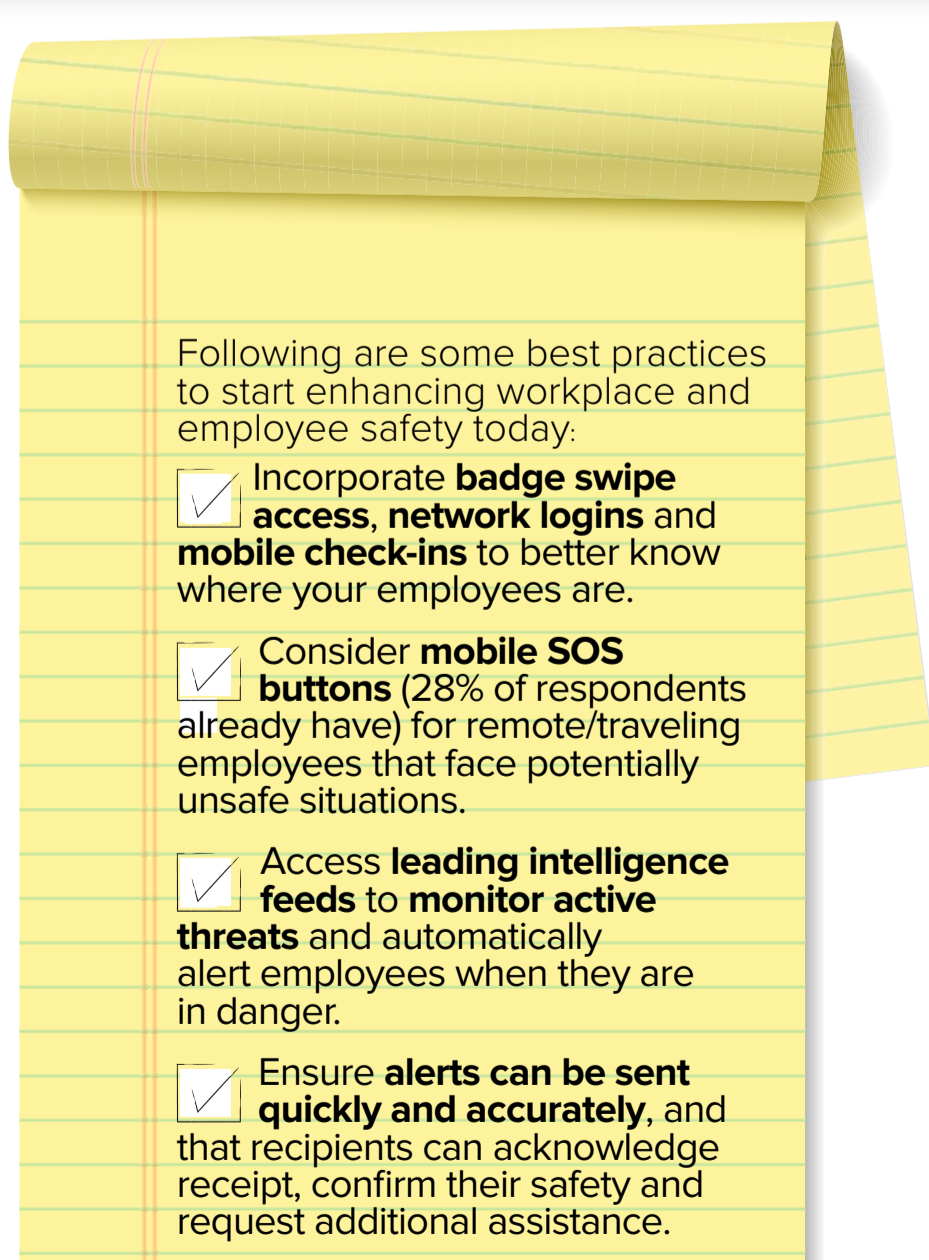 Following are some best practices
to start enhancing workplace and
employee safety today:
Incorporate badge swipe
access, network logins and
mobile check-ins to better know
where your employees are.
Consider mobile SOS
buttons (28% of respondents
already have) for remote/traveling
employees that face potentially
unsafe situations.
Access leading intelligence
feeds to monitor active
threats and automatically
alert employees when they are
in danger.
Ensure alerts can be sent
quickly and accurately, and
that recipients can acknowledge
receipt, confirm their safety and
request additional assistance.